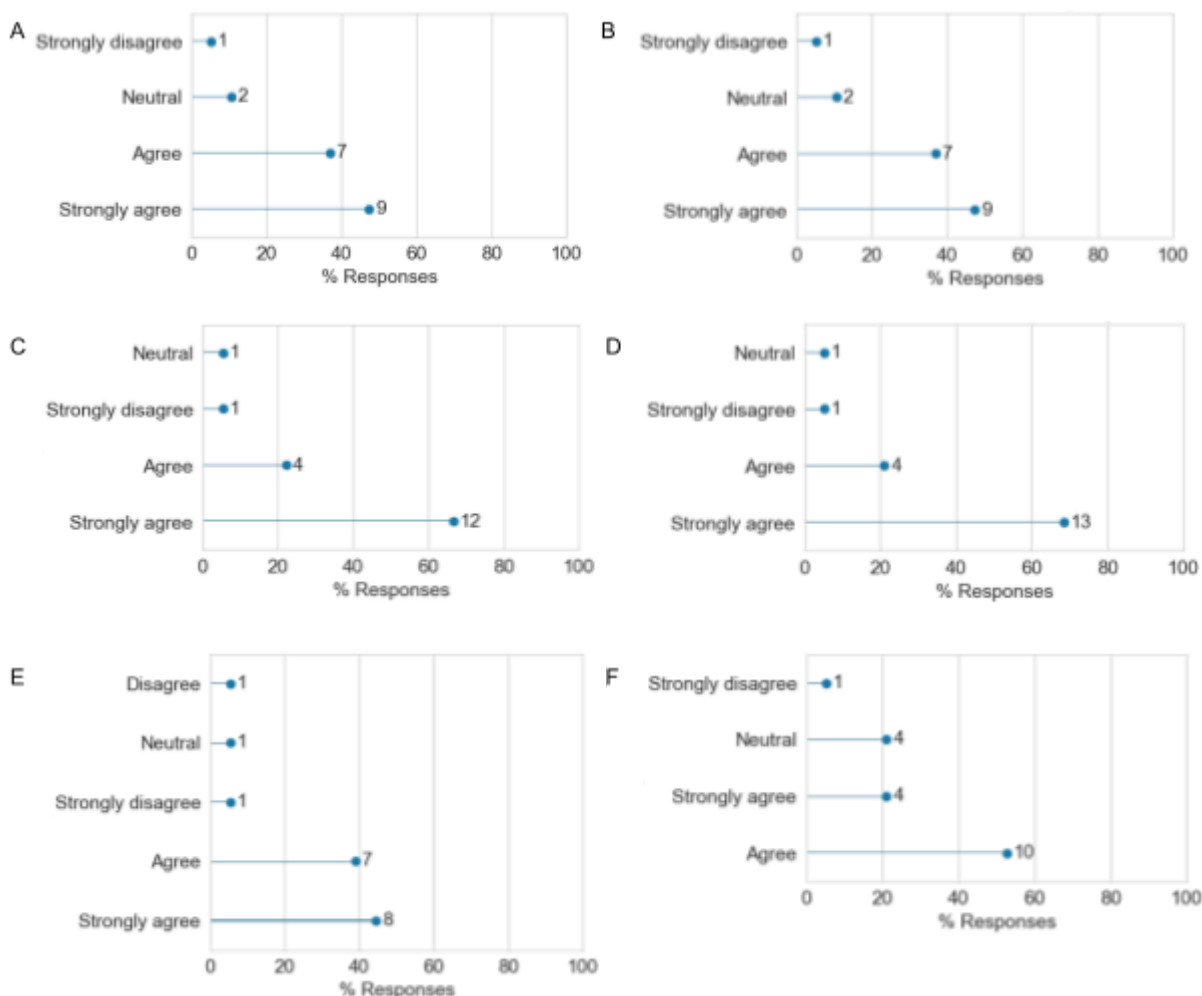 A
Strongly disagree 1
Neutral 2
Agree 7
Strongly agree 9
0 20 40 60 80 100
% Responses
B
Strongly disagree 1
Neutral 2
Agree 7
Strongly agree 9
0 20 40 60 80 100
% Responses
C
Neutral 1
Strongly disagree 1
Agree 4
Strongly agree 12
0 20 40 60 80 100
% Responses
D
Neutral 1
Strongly disagree 1
Agree 4
Strongly agree 13
0 20 40 60 80 100
% Responses
E
Disagree 1
Neutral 1
Strongly disagree 1
Agree 7
Strongly agree 8
0 20 40 60 80 100
% Responses
F
Strongly disagree 1
Neutral 4
Strongly agree 4
Agree 10
0 20 40 60 80 100
% Responses